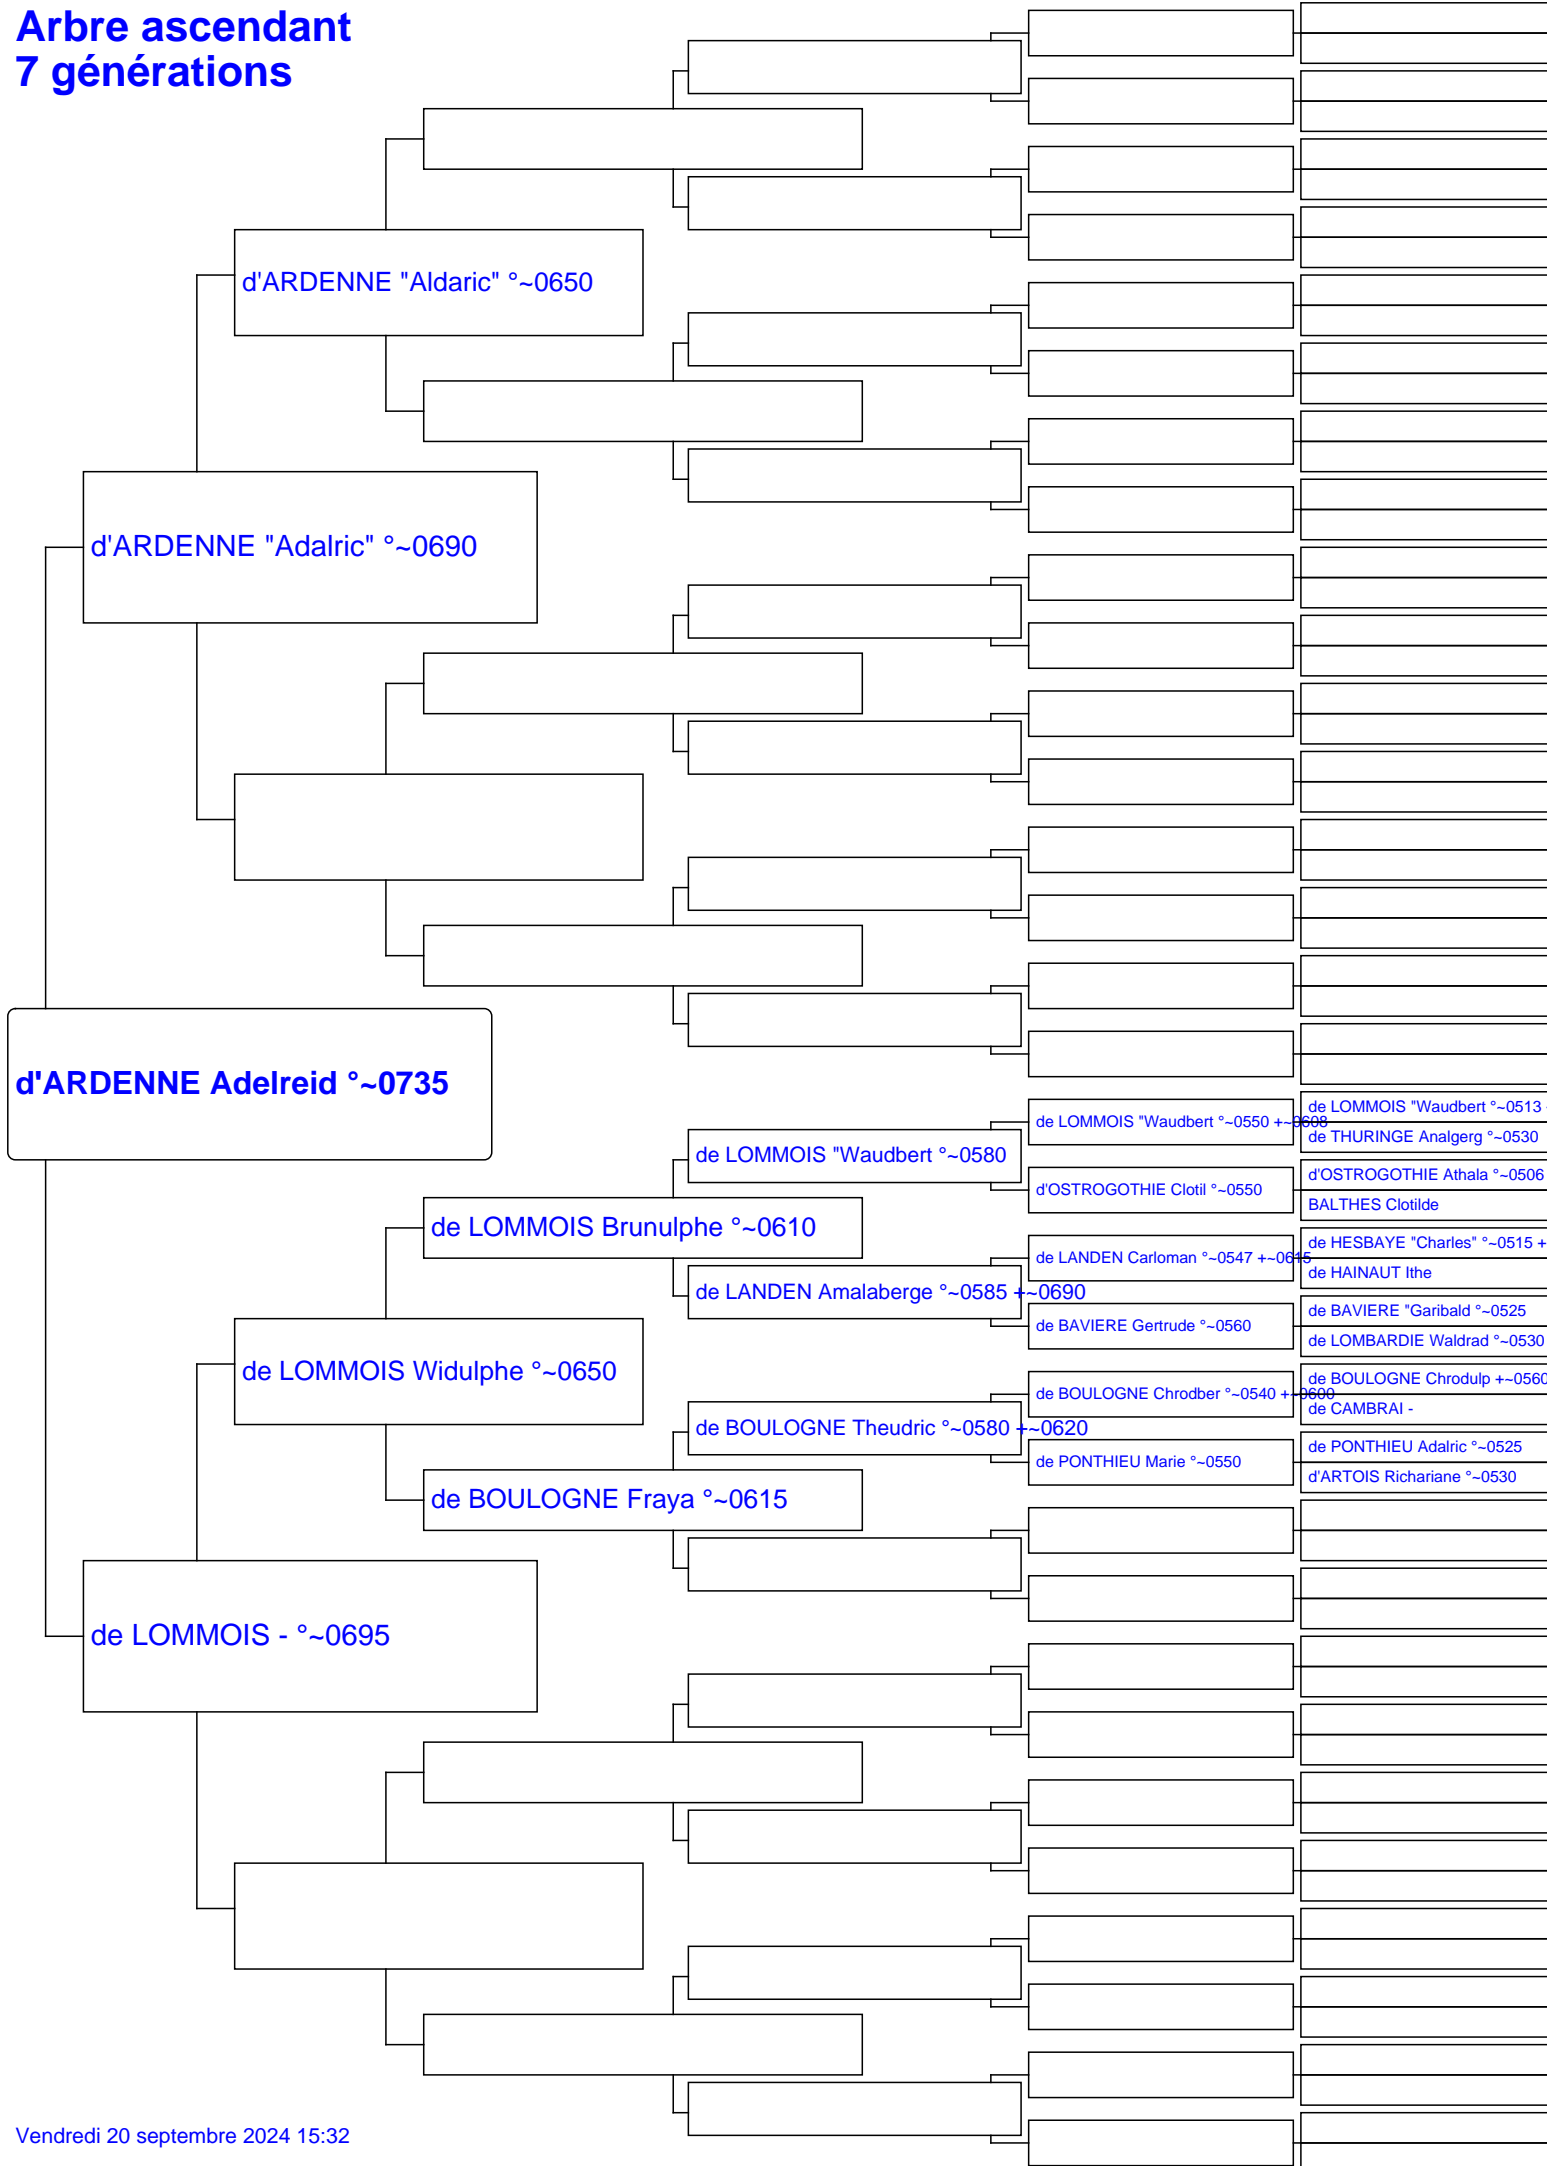 Arbre ascendant
7 générations
d'ARDENNE "Aldaric" °~0650
d'ARDENNE "Adalric" °~0690
d'ARDENNE Adelreid °~0735
de LOMMOIS "Waudbert °~0513
de LOMMOIS "Waudbert °~0550 +~0608
de THURINGE Analgerg °~0530
de LOMMOIS "Waudbert °~0580
d'OSTROGOTHIE Athala °~0506
d'OSTROGOTHIE Clotil °~0550
BALTHES Clotilde
de LOMMOIS Brunulphe °~0610
de HESBAYE "Charles" °~0515 +
de LANDEN Carloman °~0547 +~0615
de HAINAUT Ithe
de LANDEN Amalaberge °~0585 +~0690
de BAVIERE "Garibald °~0525
de BAVIERE Gertrude °~0560
de LOMBARDIE Waldrad °~0530
de LOMMOIS Widulphe °~0650
de BOULOGNE Chrodulp +~0560
de BOULOGNE Chrodber °~0540 +~0600
de CAMBRAI -
de BOULOGNE Theudric °~0580 +~0620
de PONTHIEU Adalric °~0525
de PONTHIEU Marie °~0550
d'ARTOIS Richariane °~0530
de BOULOGNE Fraya °~0615
de LOMMOIS - °~0695
Vendredi 20 septembre 2024 15:32